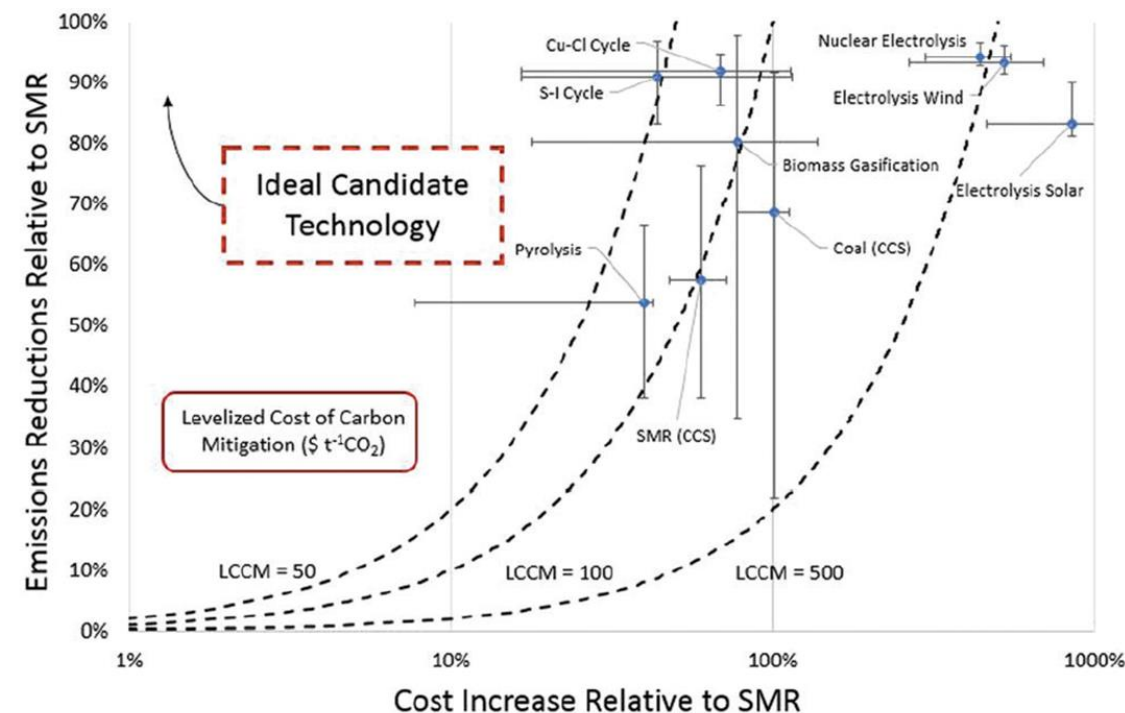 Emissions Reductions Relative to SMR
100%
90%
80%
70%
60%
50%
40%
30%
20%
10%
0%
Cu-Cl Cycle
S-I Cycle
Nuclear Electrolysis
Electrolysis Wind
Biomass Gasification
Electrolysis Solar
Ideal Candidate
Technology
Pyrolysis
Coal (CCS)
SMR (CCS)
Levelized Cost of Carbon
Mitigation ($ t⁻¹CO₂)
LCCM = 50
LCCM = 100
LCCM = 500
1%
10%
100%
1000%
Cost Increase Relative to SMR